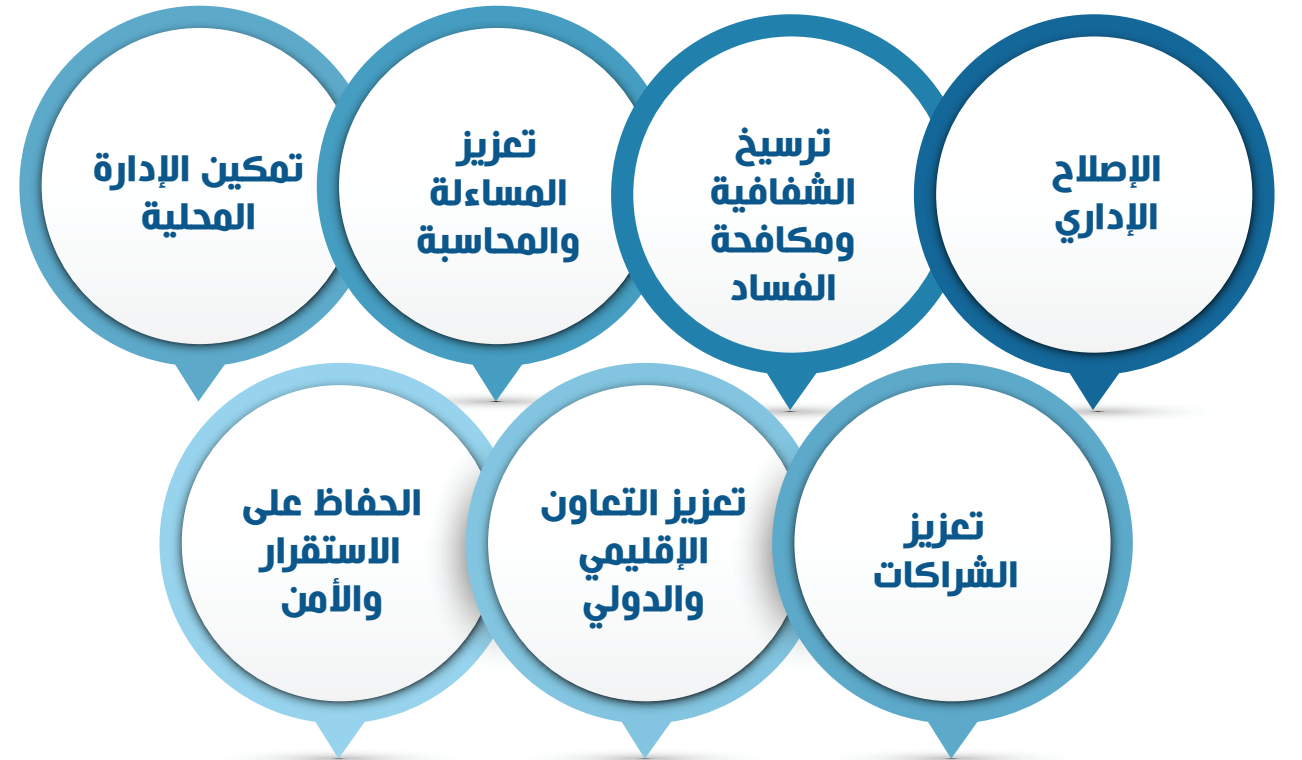 الإصلاح
الإداري
ترسيخ
الشفافية
ومكافحة
الفساد
تعزيز
المساءلة
والمحاسبة
تمكين الإدارة
المحلية
تعزيز
الشراكات
تعزيز التعاون
الإقليمي
والدولي
الحفاظ على
الاستقرار
والأمن